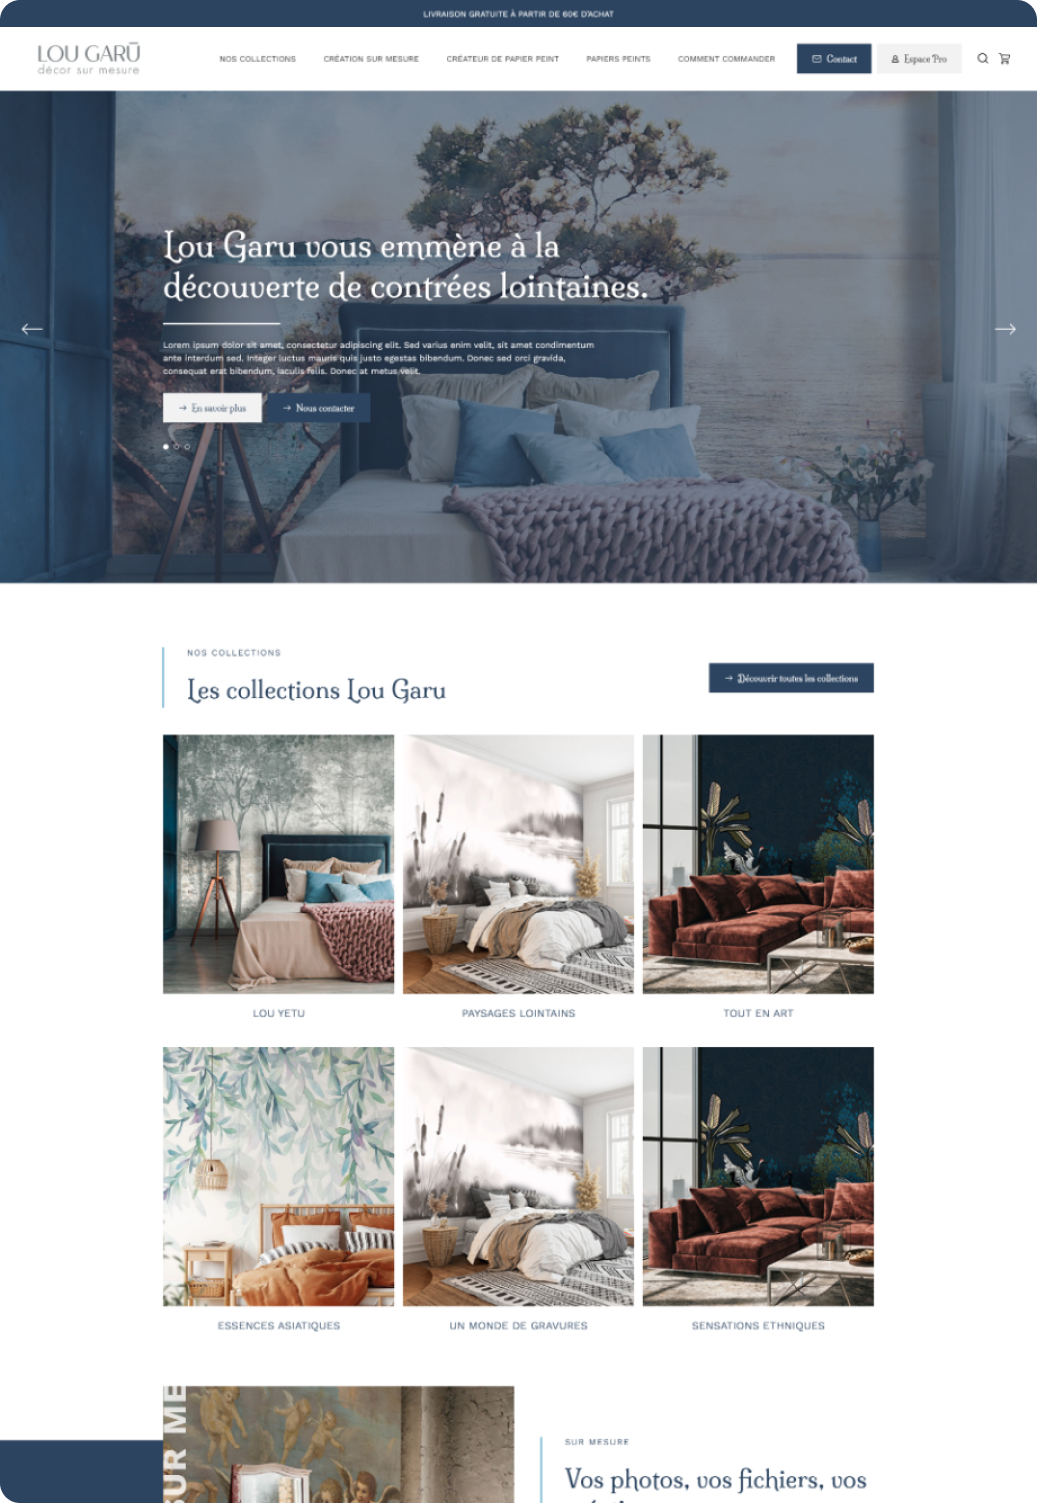 LIVRAISON GRATUITE À PARTIR DE 60€ D'ACHAT
LOU GARŪ
décor sur mesure
NOS COLLECTIONS
CRÉATION SUR MESURE
CRÉATEUR DE PAPIER PEINT
PAPIERS PEINTS
COMMENT COMMANDER
Contact
Espace Pro
Lou Garu vous emmène à la
découverte de contrées lointaines.
Lorem ipsum dolor sit amet, consectetur adipiscing elit. Sed varius enim velit, sit amet condimentum
ante interdum sed. Integer luctus mauris quis justo egestas bibendum. Donec sed orci gravida,
consequat erat bibendum, iaculis felis. Donec at metus velit.
En savoir plus
Nous contacter
NOS COLLECTIONS
Les collections Lou Garu
Découvrir toutes les collections
LOU YETU
PAYSAGES LOINTAINS
TOUT EN ART
ESSENCES ASIATIQUES
UN MONDE DE GRAVURES
SENSATIONS ETHNIQUES
SUR ME
SUR MESURE
Vos photos, vos fichiers, vos